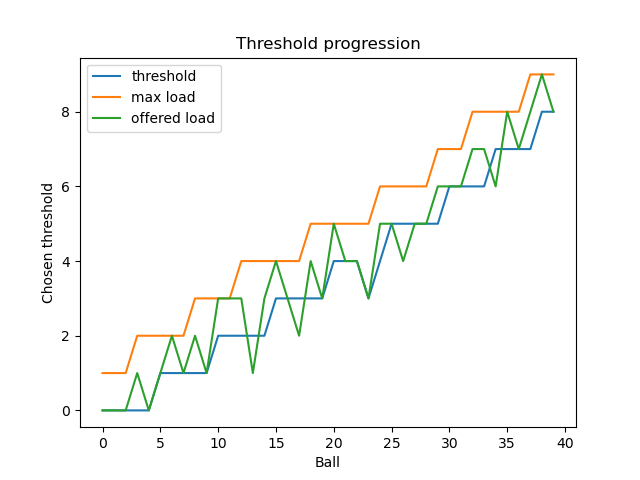 Threshold progression
threshold
max load
offered load
Chosen threshold
8
6
4
2
0
0 5 10 15 20 25 30 35 40
Ball